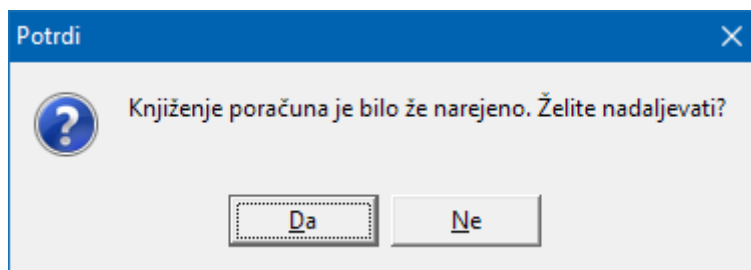 Potrdi
Knjiženje poračuna je bilo že narejeno. Želite nadaljevati?
Da
Ne